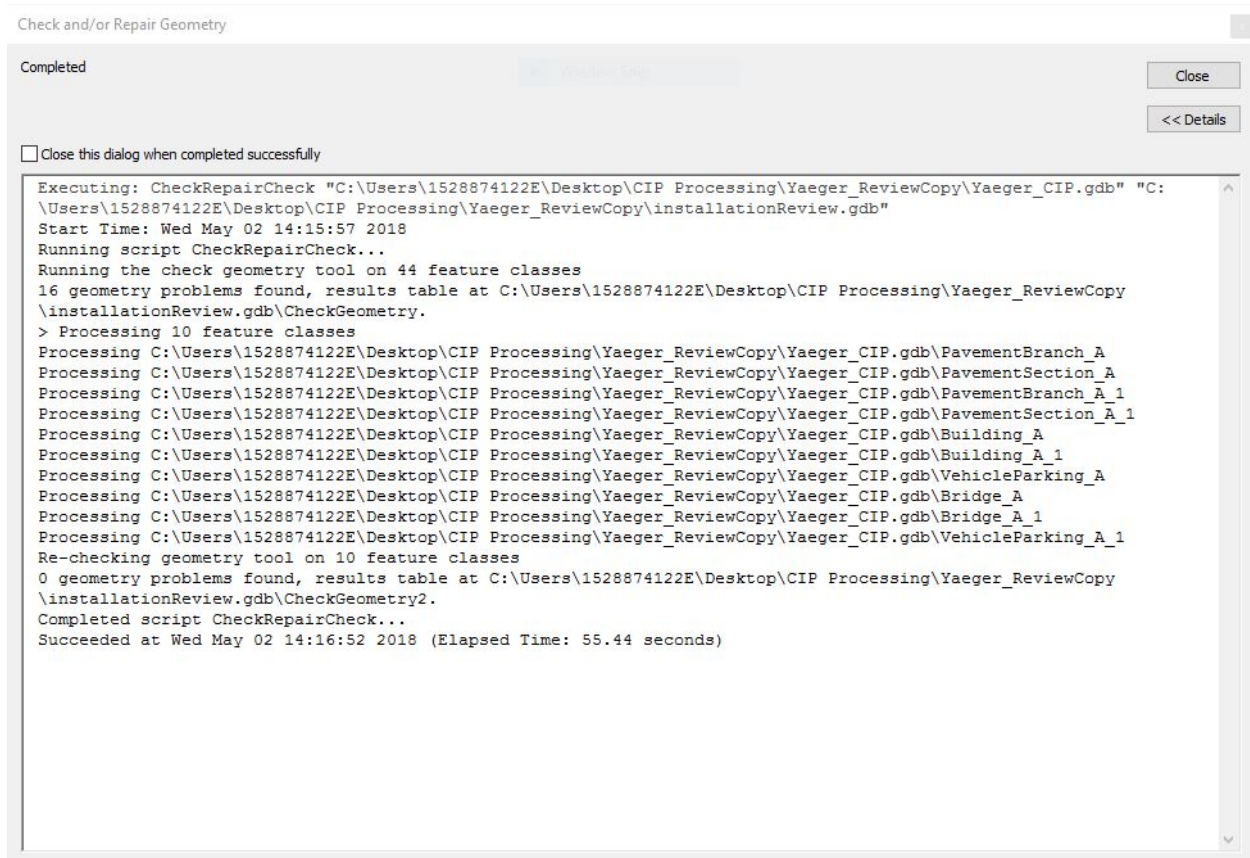 Check and/or Repair Geometry
Completed
Close
<< Details
Close this dialog when completed successfully
Executing: CheckRepairCheck "C:\Users\1528874122E\Desktop\CIP Processing\Yaeger_ReviewCopy\Yaeger_CIP.gdb" "C:
\Users\1528874122E\Desktop\CIP Processing\Yaeger_ReviewCopy\installationReview.gdb"
Start Time: Wed May 02 14:15:57 2018
Running script CheckRepairCheck...
Running the check geometry tool on 44 feature classes
16 geometry problems found, results table at C:\Users\1528874122E\Desktop\CIP Processing\Yaeger_ReviewCopy
\installationReview.gdb\CheckGeometry.
> Processing 10 feature classes
Processing C:\Users\1528874122E\Desktop\CIP Processing\Yaeger_ReviewCopy\Yaeger_CIP.gdb\PavementBranch_A
Processing C:\Users\1528874122E\Desktop\CIP Processing\Yaeger_ReviewCopy\Yaeger_CIP.gdb\PavementSection_A
Processing C:\Users\1528874122E\Desktop\CIP Processing\Yaeger_ReviewCopy\Yaeger_CIP.gdb\PavementBranch_A_1
Processing C:\Users\1528874122E\Desktop\CIP Processing\Yaeger_ReviewCopy\Yaeger_CIP.gdb\PavementSection_A_1
Processing C:\Users\1528874122E\Desktop\CIP Processing\Yaeger_ReviewCopy\Yaeger_CIP.gdb\Building_A
Processing C:\Users\1528874122E\Desktop\CIP Processing\Yaeger_ReviewCopy\Yaeger_CIP.gdb\Building_A_1
Processing C:\Users\1528874122E\Desktop\CIP Processing\Yaeger_ReviewCopy\Yaeger_CIP.gdb\VehicleParking_A
Processing C:\Users\1528874122E\Desktop\CIP Processing\Yaeger_ReviewCopy\Yaeger_CIP.gdb\Bridge_A
Processing C:\Users\1528874122E\Desktop\CIP Processing\Yaeger_ReviewCopy\Yaeger_CIP.gdb\Bridge_A_1
Processing C:\Users\1528874122E\Desktop\CIP Processing\Yaeger_ReviewCopy\Yaeger_CIP.gdb\VehicleParking_A_1
Re-checking geometry tool on 10 feature classes
0 geometry problems found, results table at C:\Users\1528874122E\Desktop\CIP Processing\Yaeger_ReviewCopy
\installationReview.gdb\CheckGeometry2.
Completed script CheckRepairCheck...
Succeeded at Wed May 02 14:16:52 2018 (Elapsed Time: 55.44 seconds)